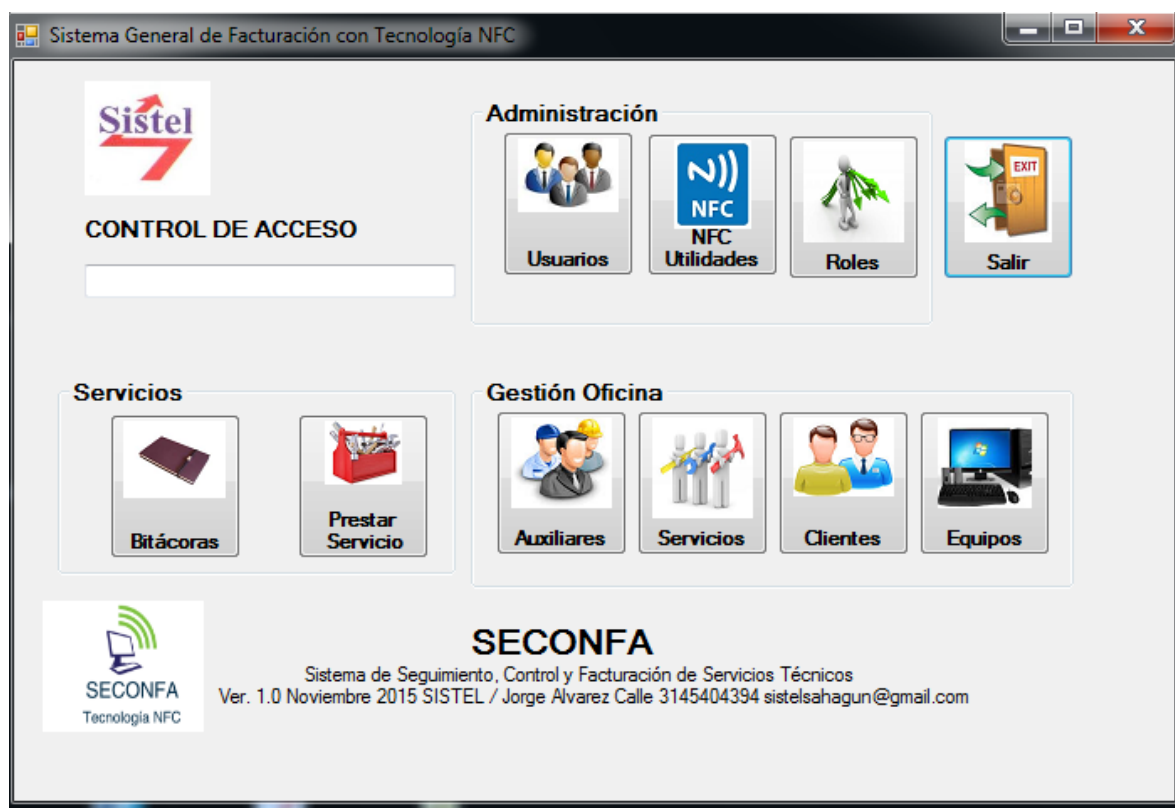 Sistema General de Facturación con Tecnología NFC
Sistel
CONTROL DE ACCESO
Administración
Usuarios
NFC
NFC
Utilidades
Roles
EXIT
Salir
Servicios
Bitácoras
Prestar
Servicio
Gestión Oficina
Auxiliares
Servicios
Clientes
Equipos
SECONFA
Tecnología NFC
SECONFA
Sistema de Seguimiento, Control y Facturación de Servicios Técnicos
Ver. 1.0 Noviembre 2015 SISTEL / Jorge Alvarez Calle 3145404394 sistelsahagun@gmail.com